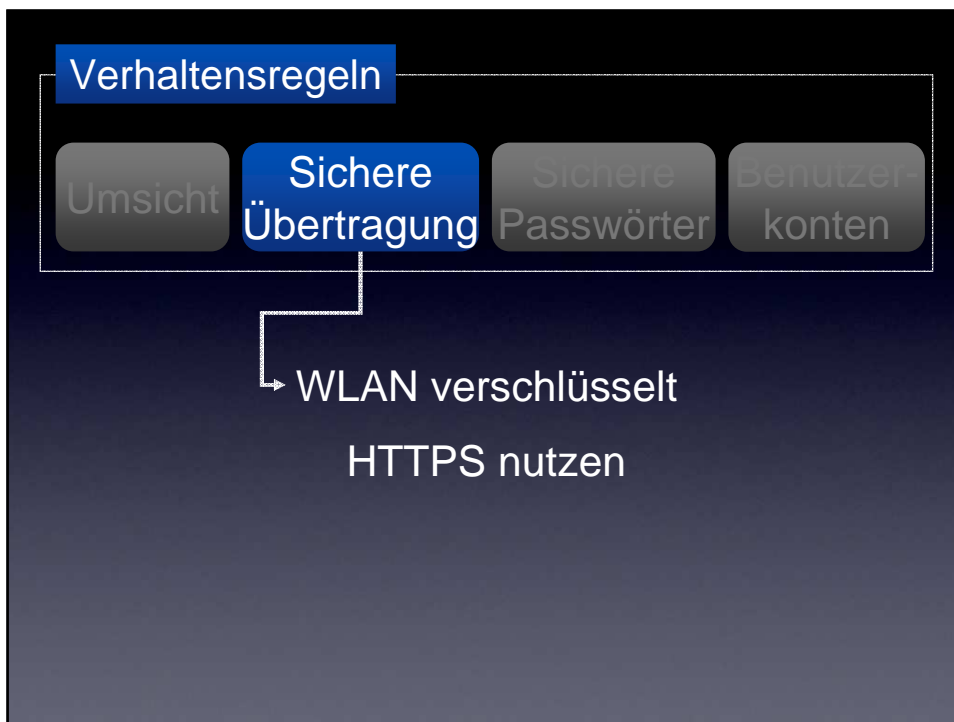 Verhaltensregeln
Umsicht
Sichere
Übertragung
Sichere
Passwörter
Benutzer-
konten
WLAN verschlüsselt
HTTPS nutzen